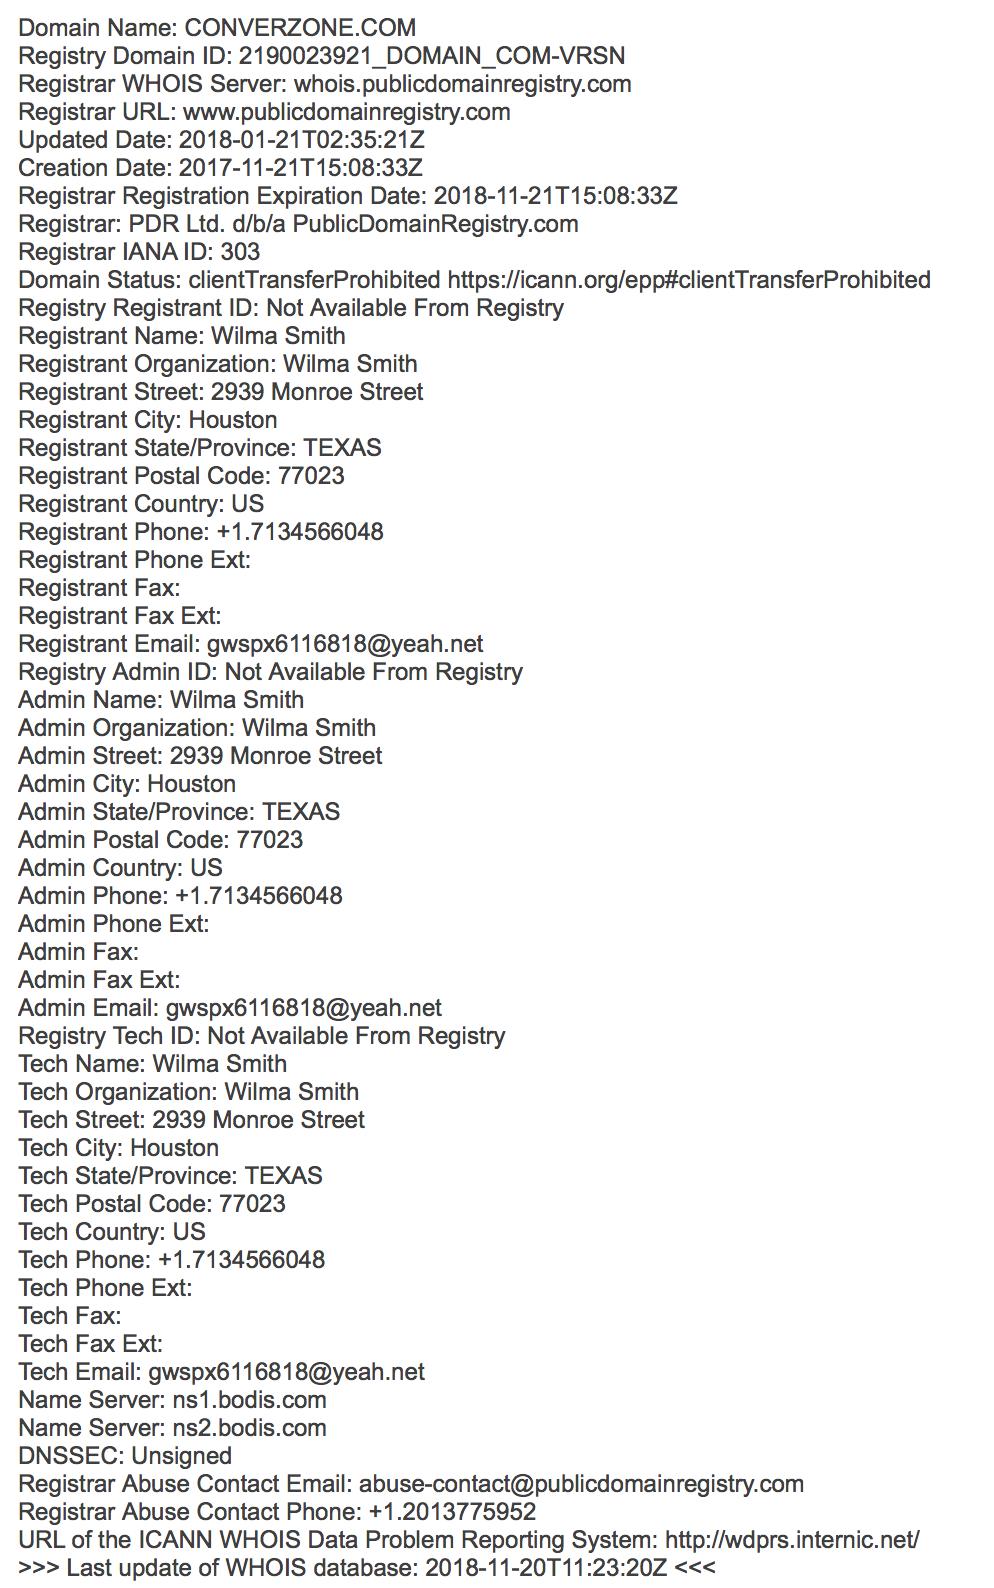 Domain Name: CONVERZONE.COM
Registry Domain ID: 2190023921_DOMAIN_COM-VRSN
Registrar WHOIS Server: whois.publicdomainregistry.com
Registrar URL: www.publicdomainregistry.com
Updated Date: 2018-01-21T02:35:21Z
Creation Date: 2017-11-21T15:08:33Z
Registrar Registration Expiration Date: 2018-11-21T15:08:33Z
Registrar: PDR Ltd. d/b/a PublicDomainRegistry.com
Registrar IANA ID: 303
Domain Status: clientTransferProhibited https://icann.org/epp#clientTransferProhibited
Registry Registrant ID: Not Available From Registry
Registrant Name: Wilma Smith
Registrant Organization: Wilma Smith
Registrant Street: 2939 Monroe Street
Registrant City: Houston
Registrant State/Province: TEXAS
Registrant Postal Code: 77023
Registrant Country: US
Registrant Phone: +1.7134566048
Registrant Phone Ext:
Registrant Fax:
Registrant Fax Ext:
Registrant Email: gwspx6116818@yeah.net
Registry Admin ID: Not Available From Registry
Admin Name: Wilma Smith
Admin Organization: Wilma Smith
Admin Street: 2939 Monroe Street
Admin City: Houston
Admin State/Province: TEXAS
Admin Postal Code: 77023
Admin Country: US
Admin Phone: +1.7134566048
Admin Phone Ext:
Admin Fax:
Admin Fax Ext:
Admin Email: gwspx6116818@yeah.net
Registry Tech ID: Not Available From Registry
Tech Name: Wilma Smith
Tech Organization: Wilma Smith
Tech Street: 2939 Monroe Street
Tech City: Houston
Tech State/Province: TEXAS
Tech Postal Code: 77023
Tech Country: US
Tech Phone: +1.7134566048
Tech Phone Ext:
Tech Fax:
Tech Fax Ext:
Tech Email: gwspx6116818@yeah.net
Name Server: ns1.bodis.com
Name Server: ns2.bodis.com
DNSSEC: Unsigned
Registrar Abuse Contact Email: abuse-contact@publicdomainregistry.com
Registrar Abuse Contact Phone: +1.2013775952
URL of the ICANN WHOIS Data Problem Reporting System: http://wdprs.internic.net/
>>> Last update of WHOIS database: 2018-11-20T11:23:20Z <<<